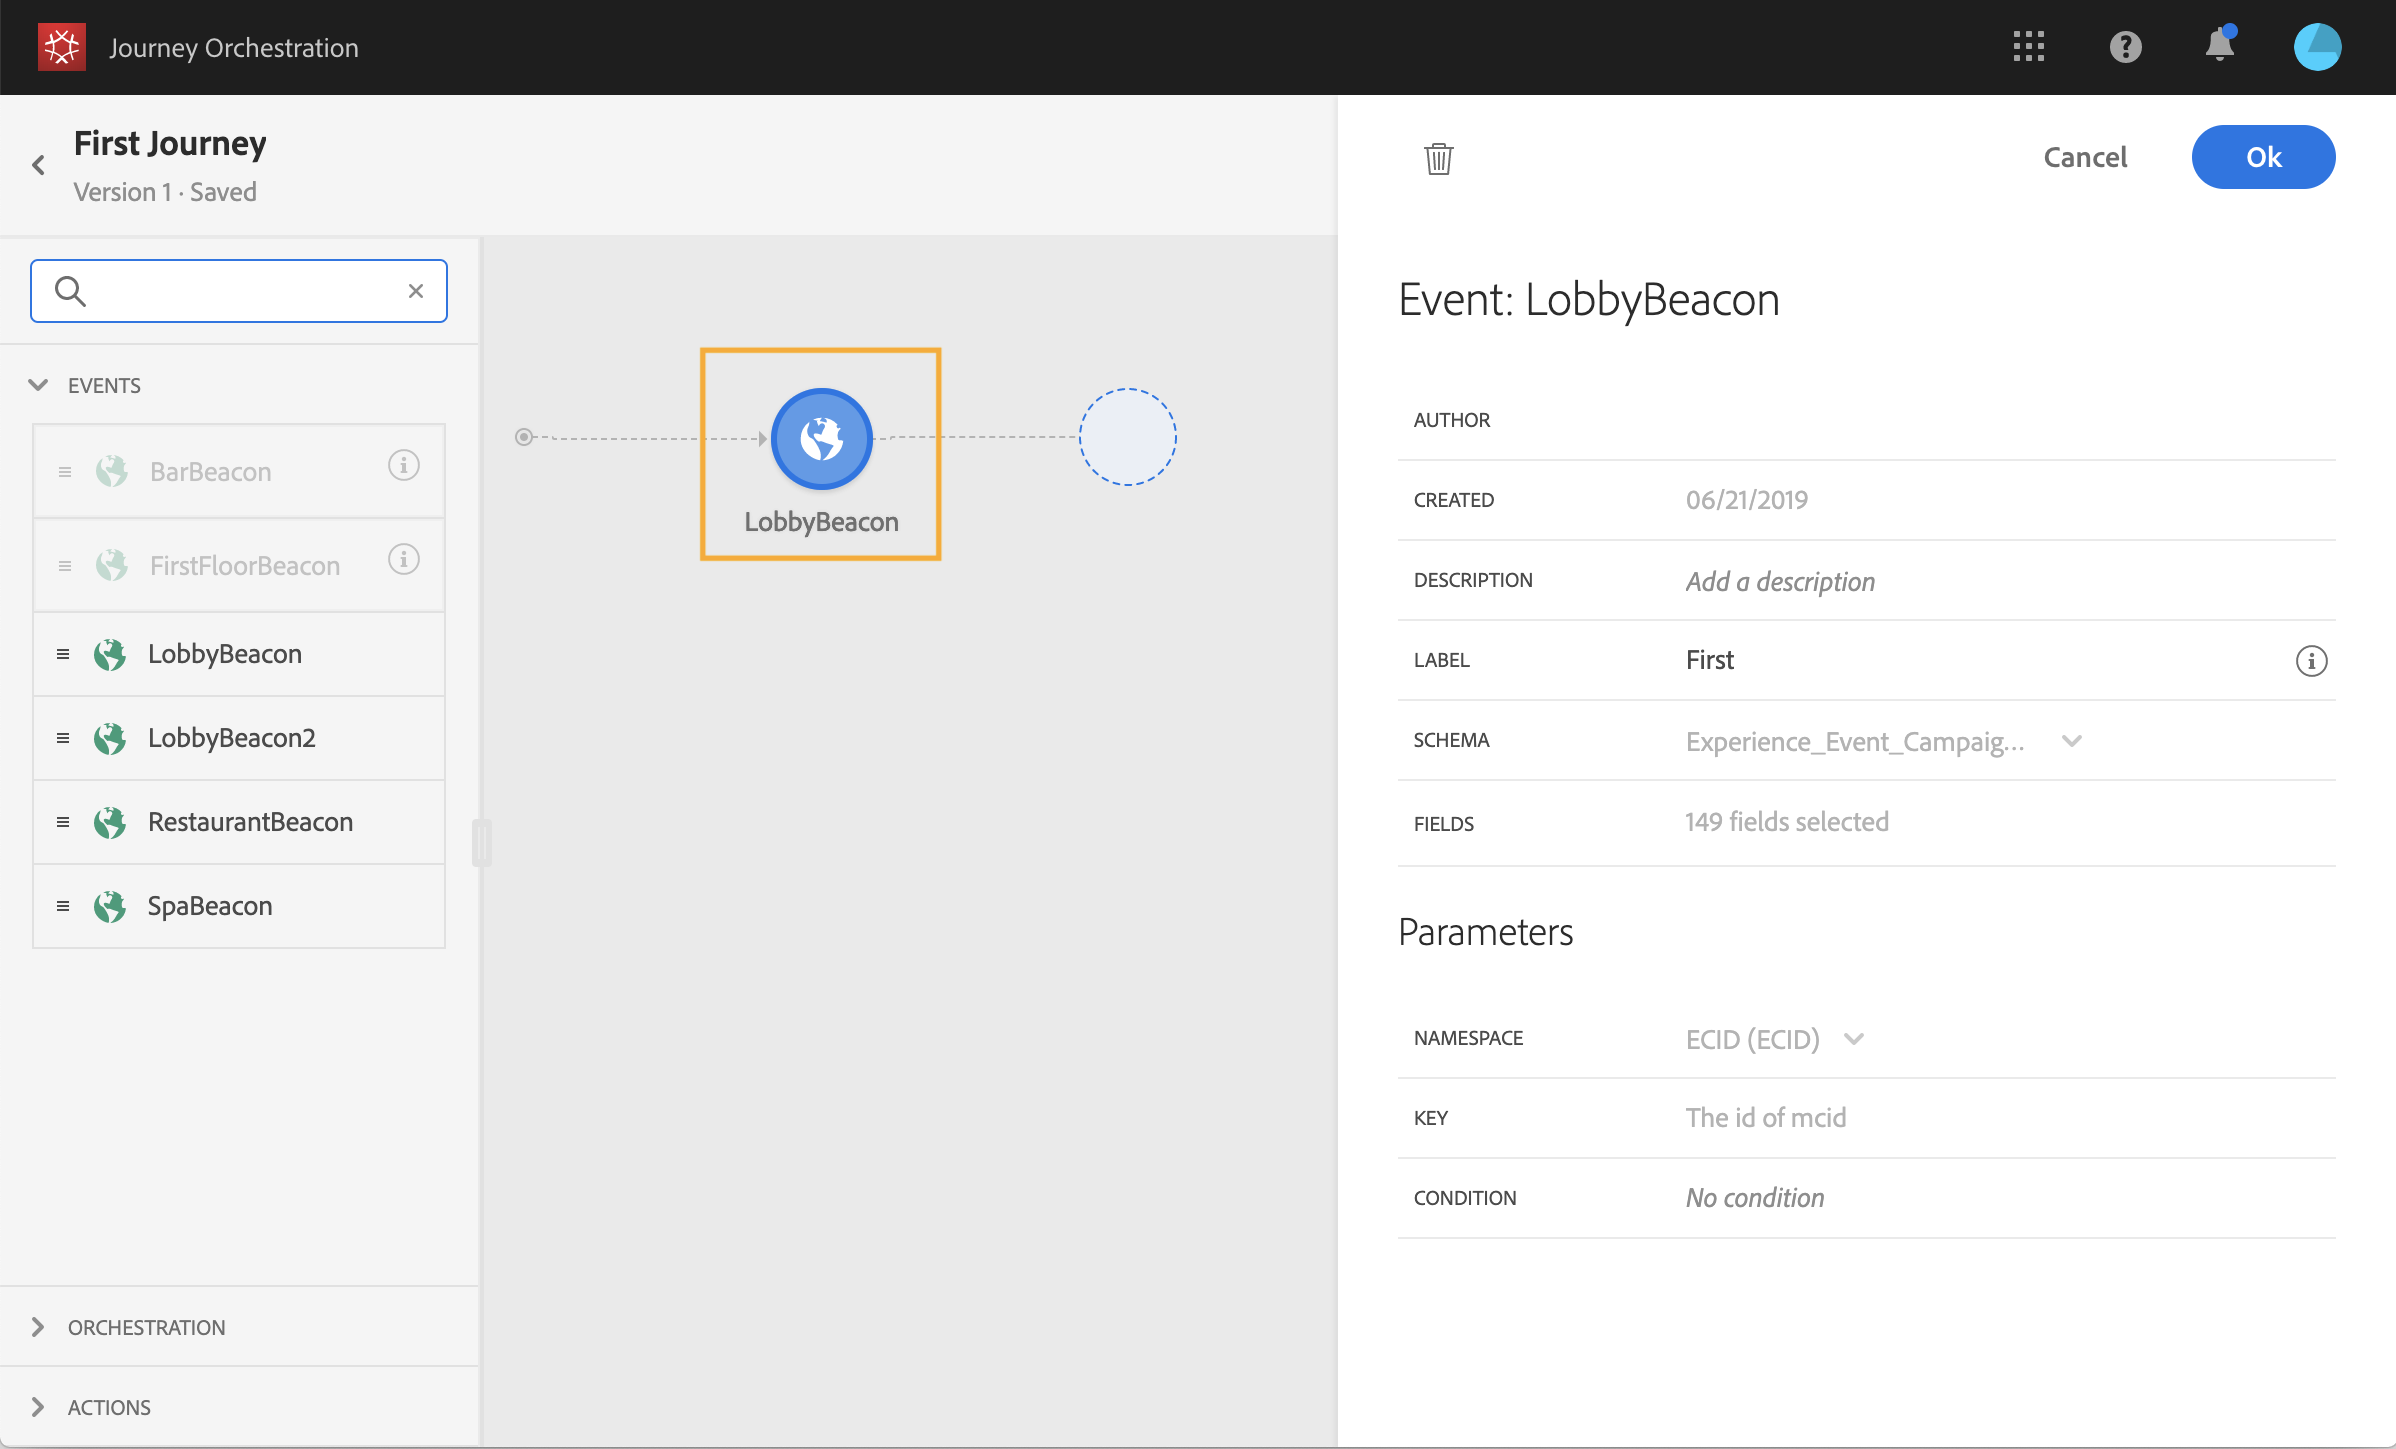 Journey Orchestration
First Journey
Version 1 · Saved
Cancel
Ok
EVENTS
BarBeacon
FirstFloorBeacon
LobbyBeacon
LobbyBeacon2
RestaurantBeacon
SpaBeacon
ORCHESTRATION
ACTIONS
LobbyBeacon
Event: LobbyBeacon
AUTHOR
CREATED 06/21/2019
DESCRIPTION Add a description
LABEL First
SCHEMA Experience_Event_Campaig...
FIELDS 149 fields selected
Parameters
NAMESPACE ECID (ECID)
KEY The id of mcid
CONDITION No condition